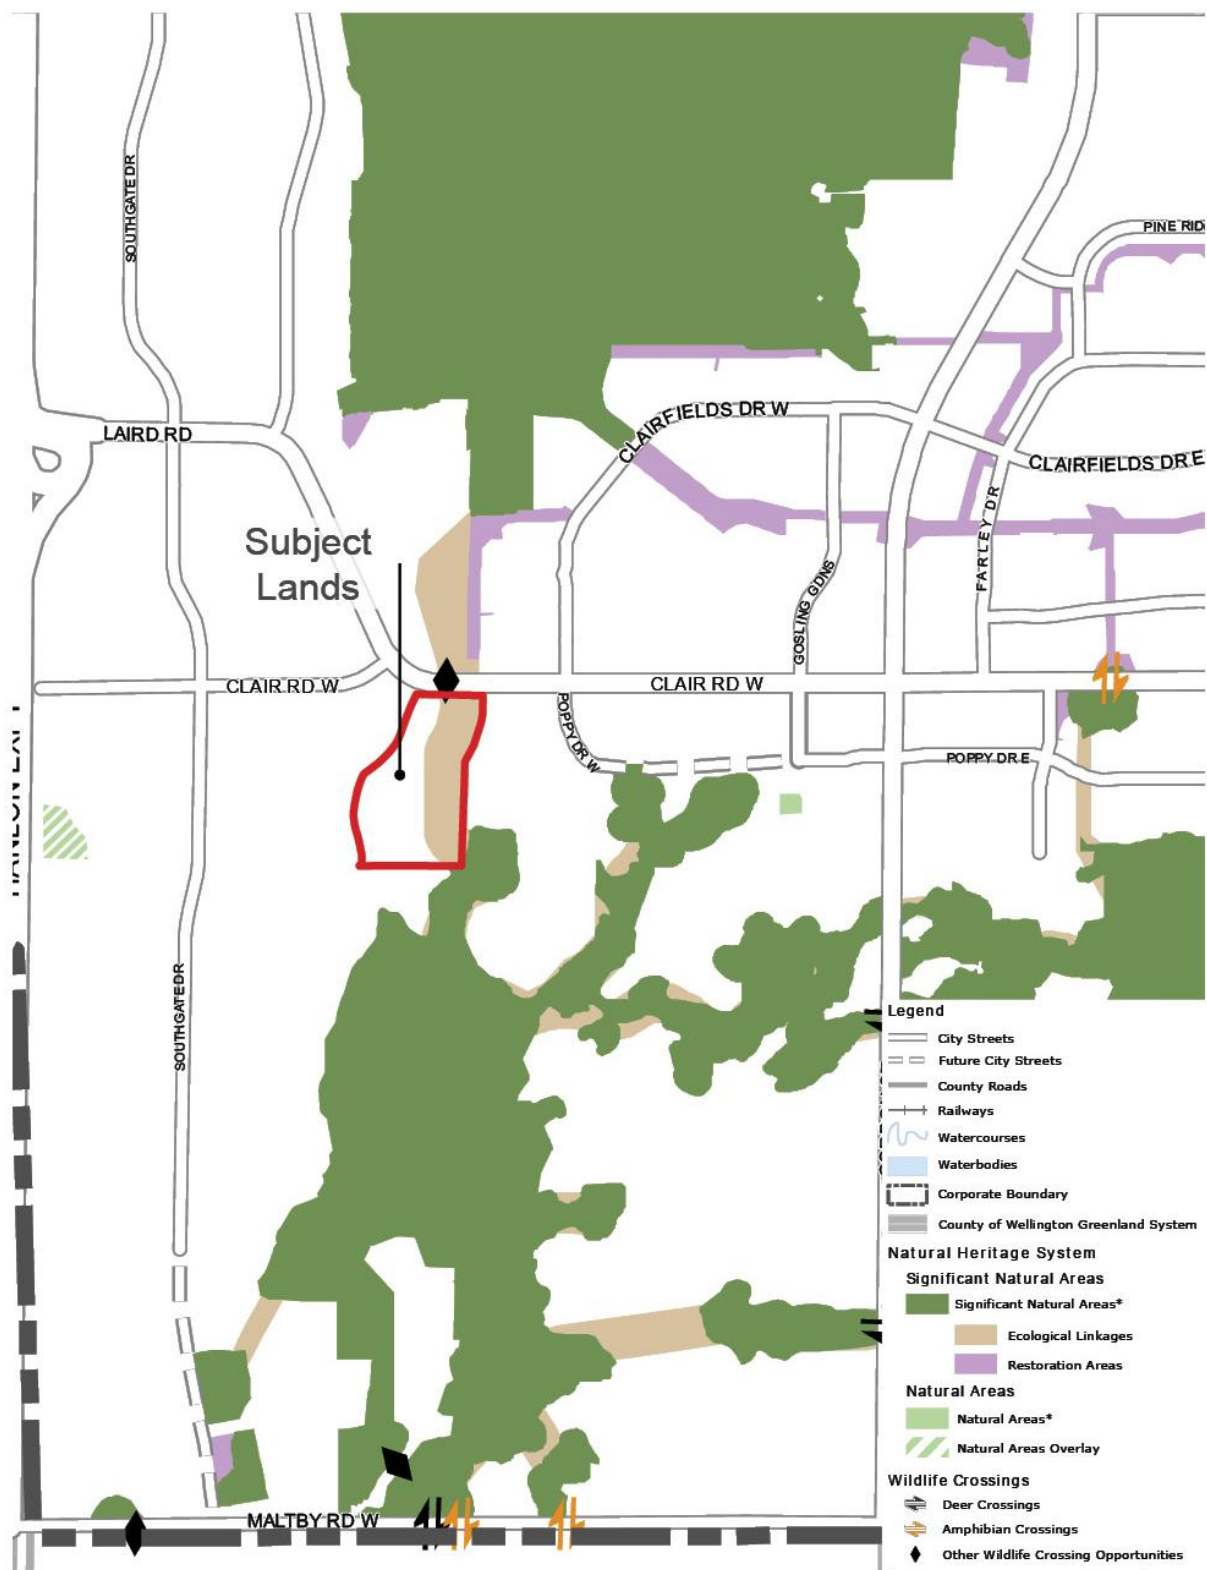 SOUTHGATE DR
PINE RID
LAIRD RD
CLAIRFIELDS DR W
CLAIRFIELDS DR E
Subject
Lands
FARLEY DR
GOSLING GDNS
CLAIR RD W
CLAIR RD W
POPPY DR W
POPPY DR E
SOUTHGATE DR
MALTBY RD W
Legend
City Streets
Future City Streets
County Roads
Railways
Watercourses
Waterbodies
Corporate Boundary
County of Wellington Greenland System
Natural Heritage System
Significant Natural Areas
Significant Natural Areas*
Ecological Linkages
Restoration Areas
Natural Areas
Natural Areas*
Natural Areas Overlay
Wildlife Crossings
Deer Crossings
Amphibian Crossings
Other Wildlife Crossing Opportunities